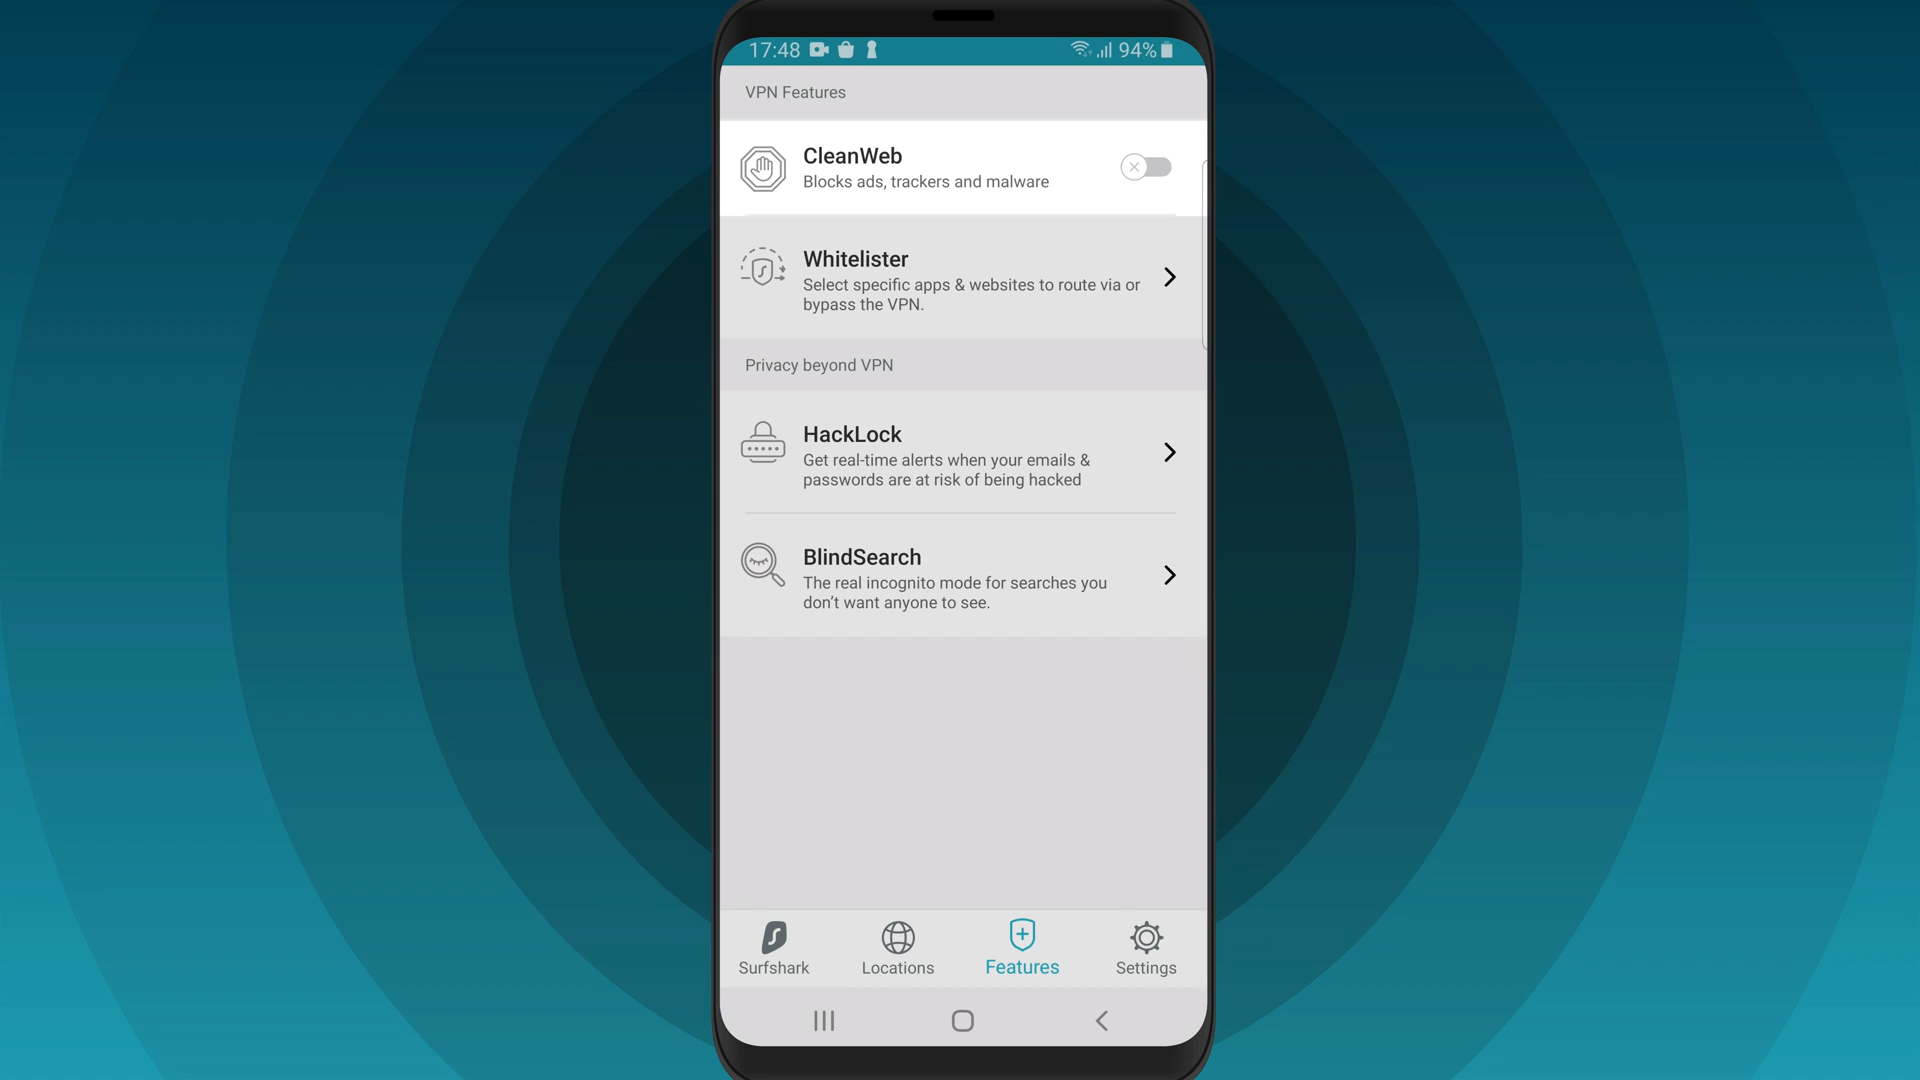 17:48
94%
VPN Features
CleanWeb
Blocks ads, trackers and malware
Whitelister
Select specific apps & websites to route via or
bypass the VPN.
Privacy beyond VPN
HackLock
Get real-time alerts when your emails &
passwords are at risk of being hacked
BlindSearch
The real incognito mode for searches you
don’t want anyone to see.
Surfshark
Locations
Features
Settings